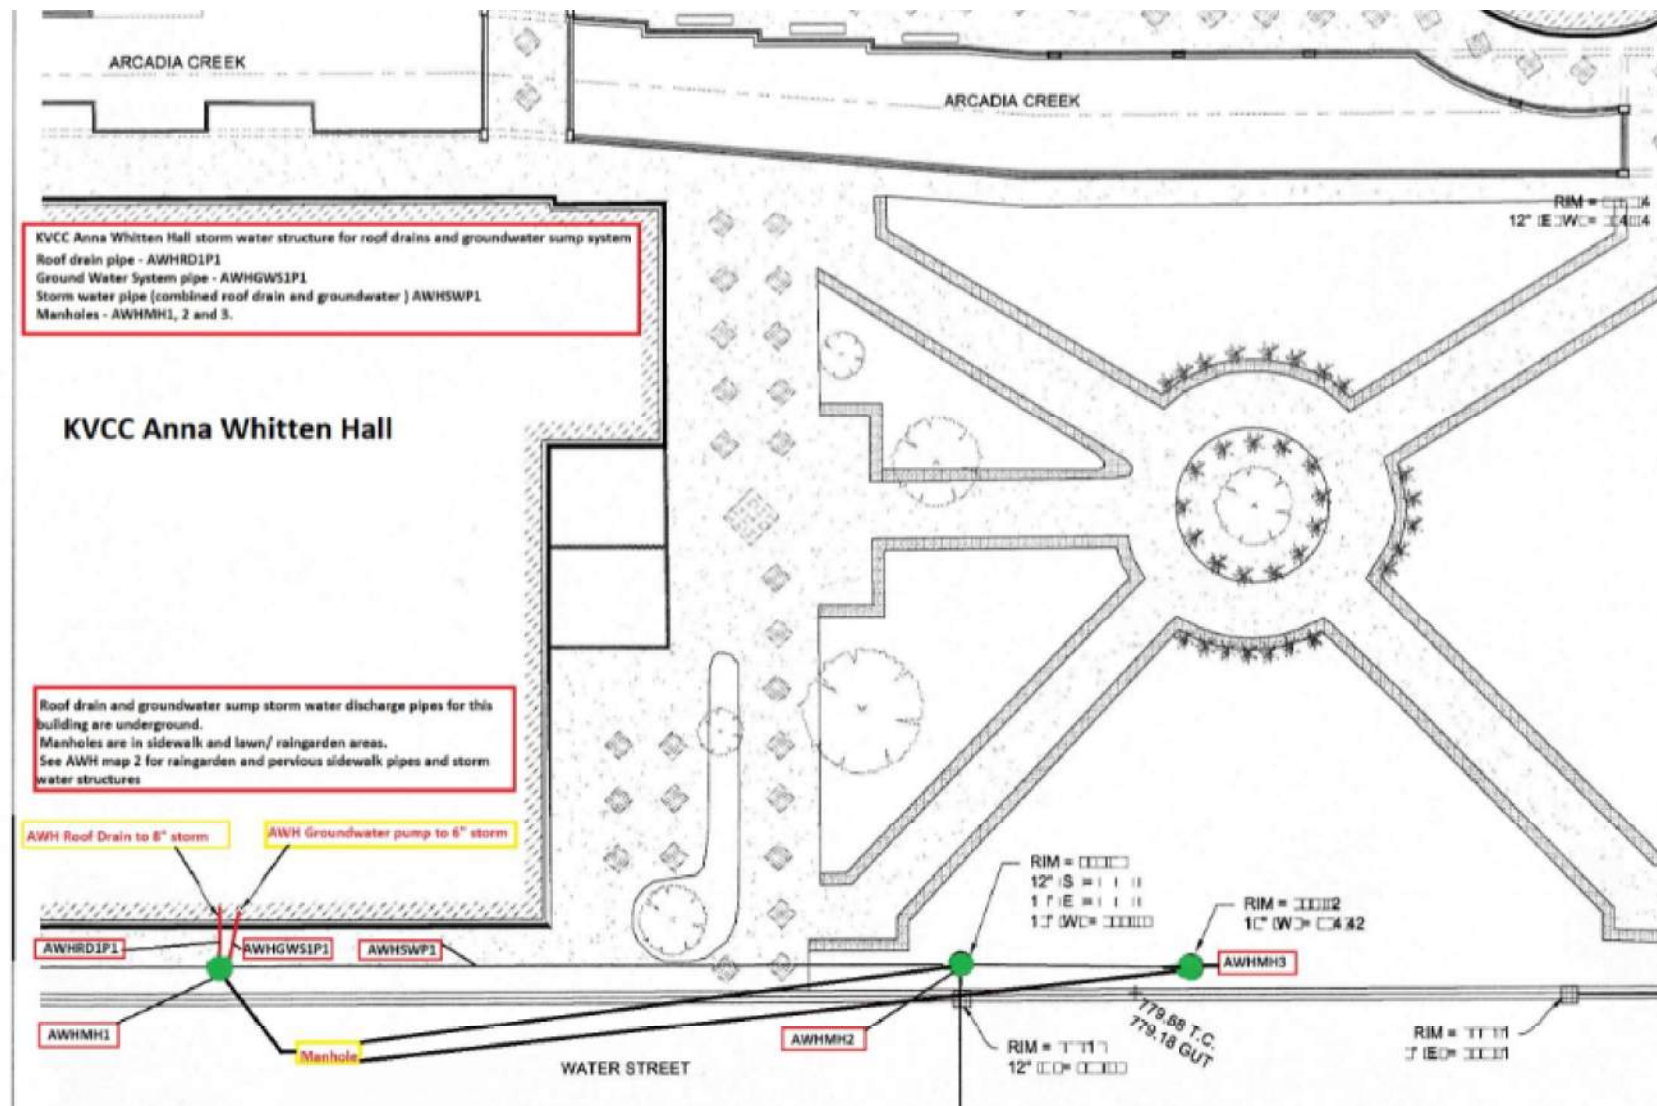 ARCADIA CREEK
ARCADIA CREEK
RIM =
12"
KVCC Anna Whitten Hall storm water structure for roof drains and groundwater sump system
Roof drain pipe - AWHRD1P1
Ground Water System pipe - AWHGWS1P1
Storm water pipe (combined roof drain and groundwater ) AWHSWP1
Manholes - AWHMH1, 2 and 3.
KVCC Anna Whitten Hall
Roof drain and groundwater sump storm water discharge pipes for this
building are underground.
Manholes are in sidewalk and lawn/ raingarden areas.
See AWH map 2 for raingarden and pervious sidewalk pipes and storm
water structures
AWH Roof Drain to 8" storm
AWH Groundwater pump to 6" storm
RIM =
12"
RIM =
AWHRD1P1
AWHGWS1P1
AWHSWP1
AWHMH3
AWHMH1
Manhole
AWHMH2
779.68 T.C.
779.18 GUT
RIM =
12"
RIM =
WATER STREET